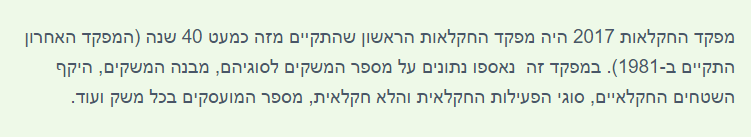 מפקד החקלאות 2017 היה מפקד החקלאות הראשון שהתקיים מזה כמעט 40 שנה (המפקד האחרון
התקיים ב-1981). במפקד זה  נאספו נתונים על מספר המשקים לסוגיהם, מבנה המשקים, היקף
השטחים החקלאיים, סוגי הפעילות החקלאית והלא חקלאית, מספר המועסקים בכל משק ועוד.